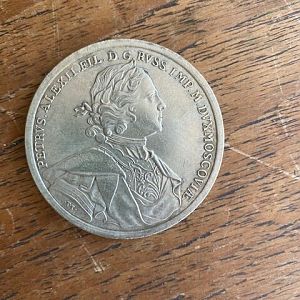 PETRVS. ALEXII. FIL. D. G. RVSS. IMP. M. DVX. MOSCOVIÆ